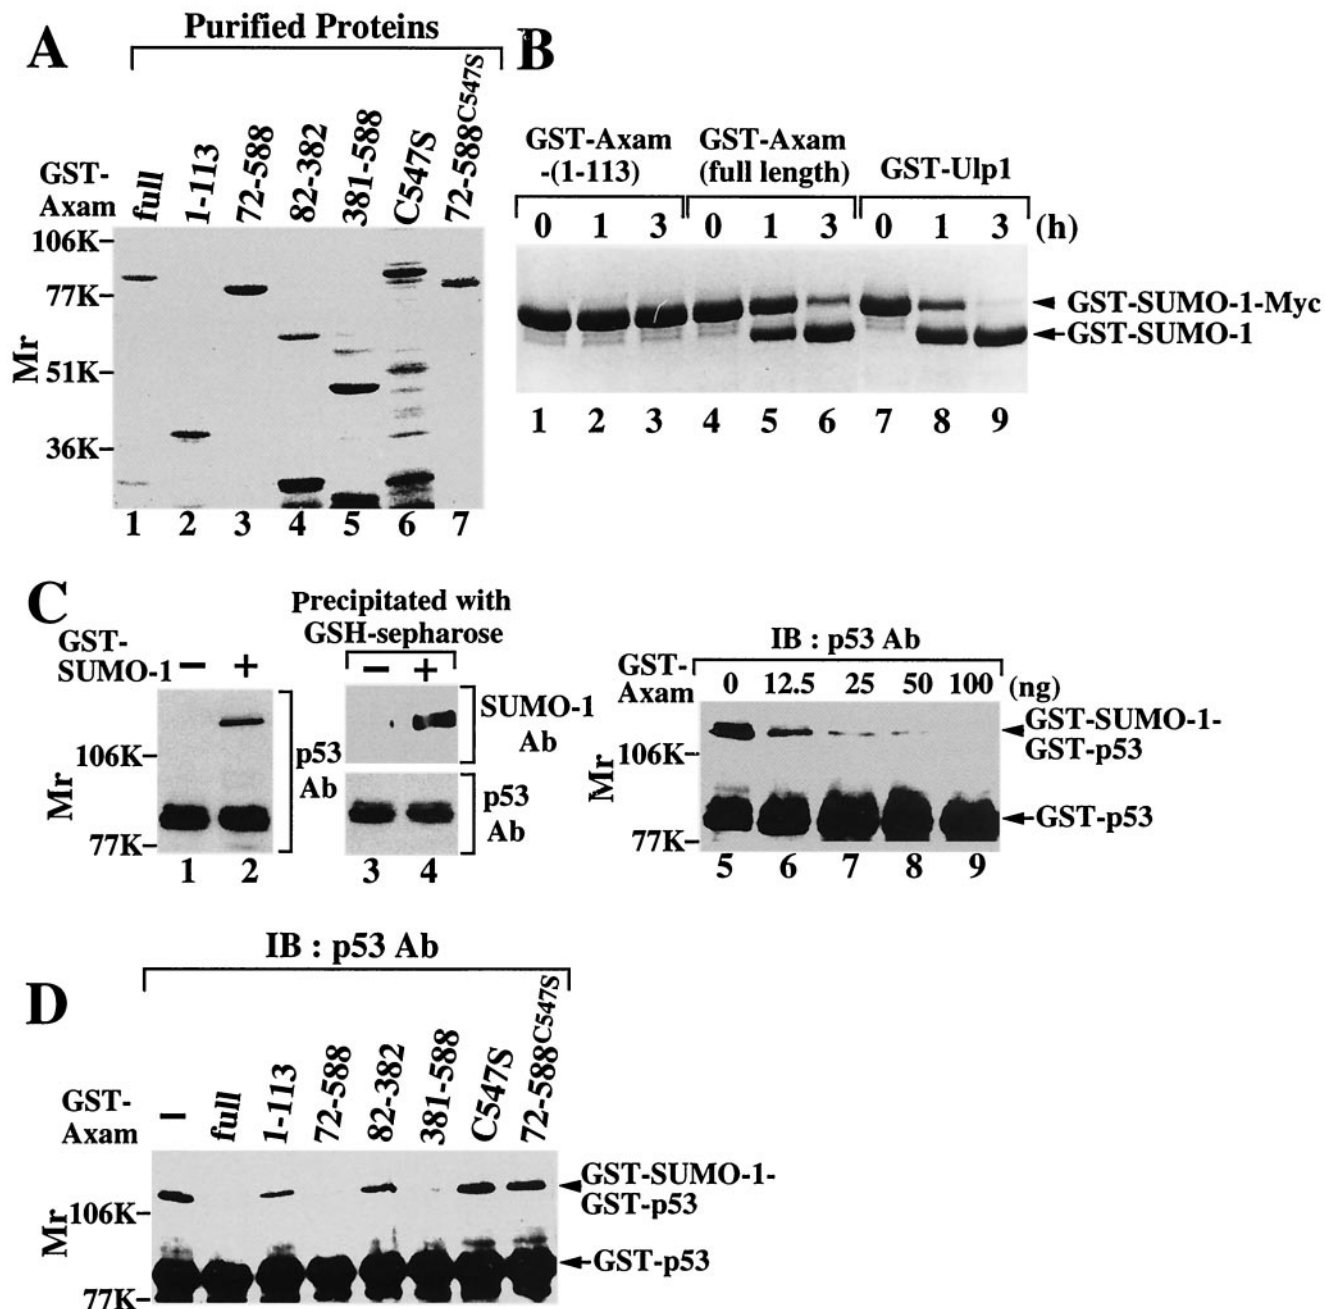 A
Purified Proteins
GST-
Axam
full
1-113
72-588
82-382
381-588
C547S
72-588C547S
Mr
106K
77K
51K
36K
1 2 3 4 5 6 7
B
GST-Axam
-(1-113)
GST-Axam
(full length)
GST-Ulp1
0 1 3 0 1 3 0 1 3 (h)
GST-SUMO-1-Myc
GST-SUMO-1
1 2 3 4 5 6 7 8 9
C
GST-
SUMO-1
− +
p53
Ab
Mr
106K
77K
1 2
Precipitated with
GSH-sepharose
− +
SUMO-1
Ab
p53
Ab
3 4
IB : p53 Ab
GST-
Axam
0 12.5 25 50 100 (ng)
Mr
106K
77K
GST-SUMO-1-
GST-p53
GST-p53
5 6 7 8 9
D
IB : p53 Ab
GST-
Axam
−
full
1-113
72-588
82-382
381-588
C547S
72-588C547S
Mr
106K
77K
GST-SUMO-1-
GST-p53
GST-p53